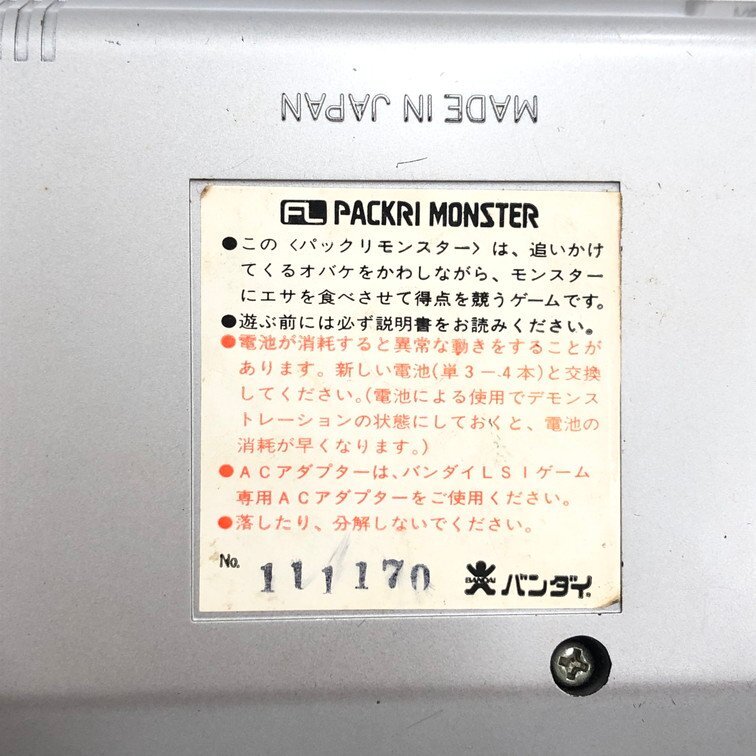 MADE IN JAPAN
FL PACKRI MONSTER
●この〈パックリモンスター〉は、追いかけ
てくるオバケをかわしながら、モンスター
にエサを食べさせて得点を競うゲームです。
●遊ぶ前には必ず説明書をお読みください。
●電池が消耗すると異常な動きをすることが
あります。新しい電池(単3−4本)と交換
してください。(電池による使用でデモンス
トレーションの状態にしておくと、電池の
消耗が早くなります。)
●ACアダプターは、バンダイLSIゲーム
専用ACアダプターをご使用ください。
●落したり、分解しないでください。
No. 111170
BANDAI バンダイ